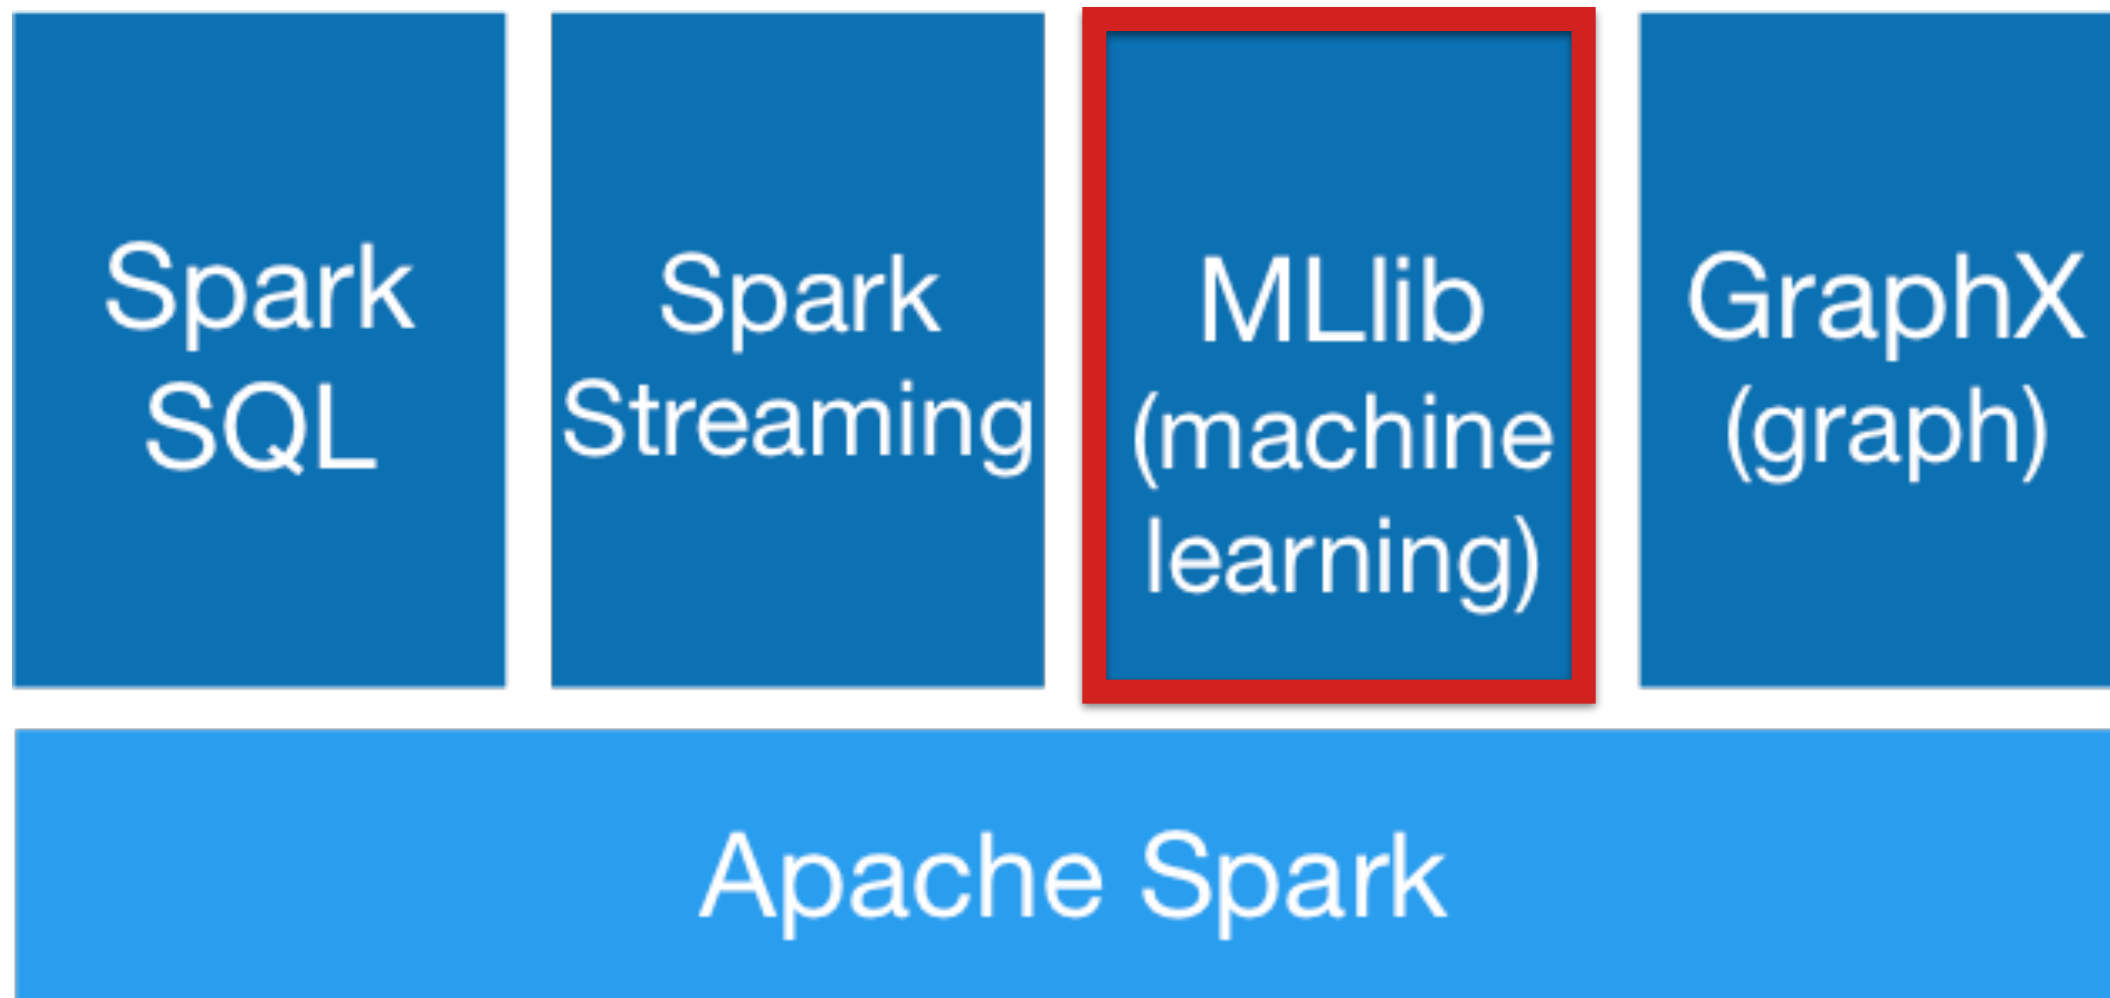 Spark
SQL
Spark
Streaming
MLlib
(machine
learning)
GraphX
(graph)
Apache Spark